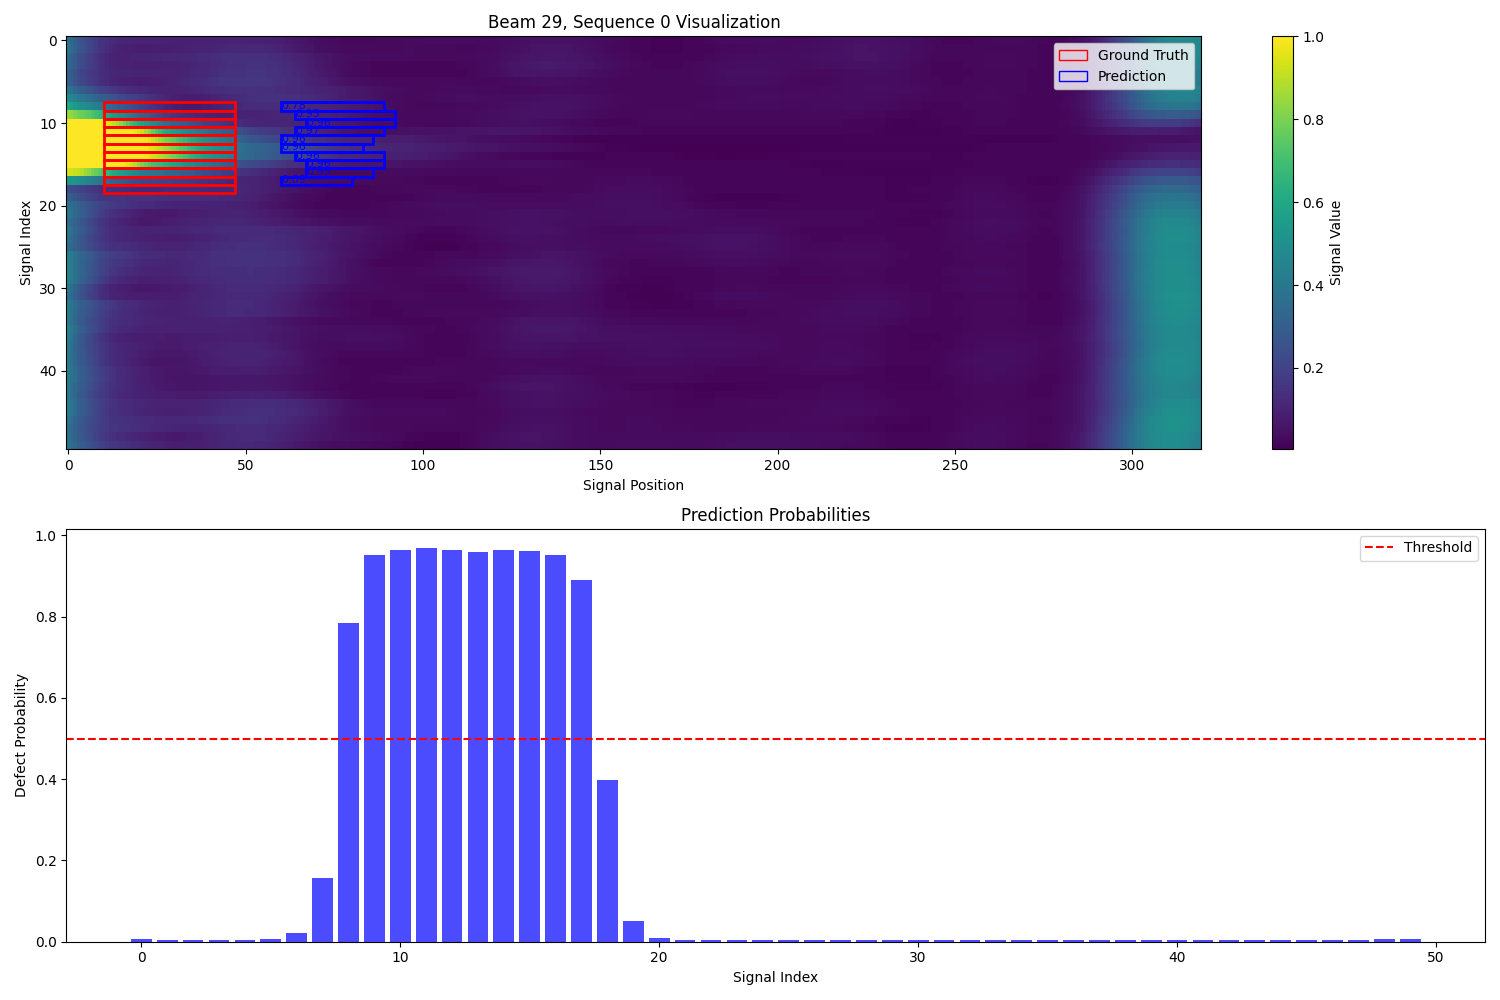 Beam 29, Sequence 0 Visualization
Ground Truth
Prediction
0
10
20
30
40
Signal Index
0
50
100
150
200
250
300
Signal Position
1.0
0.8
0.6
0.4
0.2
Signal Value
Prediction Probabilities
Threshold
1.0
0.8
0.6
0.4
0.2
0.0
Defect Probability
0
10
20
30
40
50
Signal Index